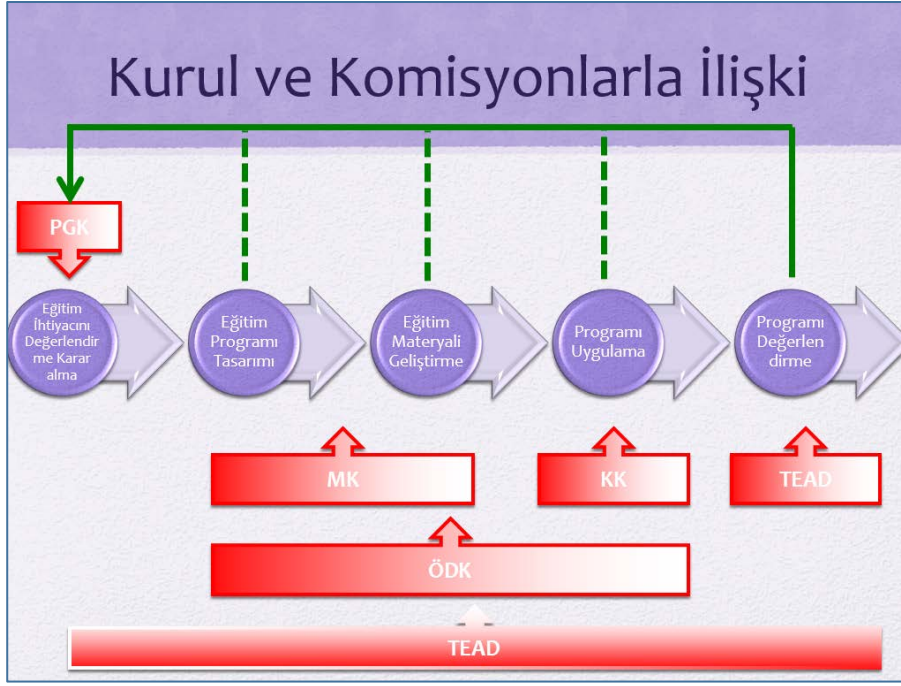 Kurul ve Komisyonlarla İlişki
PGK
Eğitim
İhtiyacını
Değerlendir
me Karar
alma
Eğitim
Programı
Tasarımı
Eğitim
Materyali
Geliştirme
Programı
Uygulama
Programı
Değerlen
dirme
MK
KK
TEAD
ÖDK
TEAD